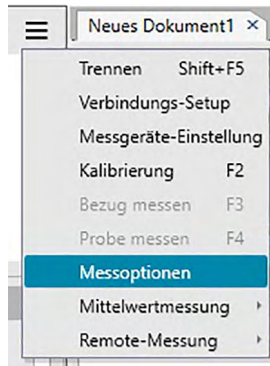 Neues Dokument1 ×
Trennen Shift+F5
Verbindungs-Setup
Messgeräte-Einstellung
Kalibrierung F2
Bezug messen F3
Probe messen F4
Messoptionen
Mittelwertmessung
Remote-Messung